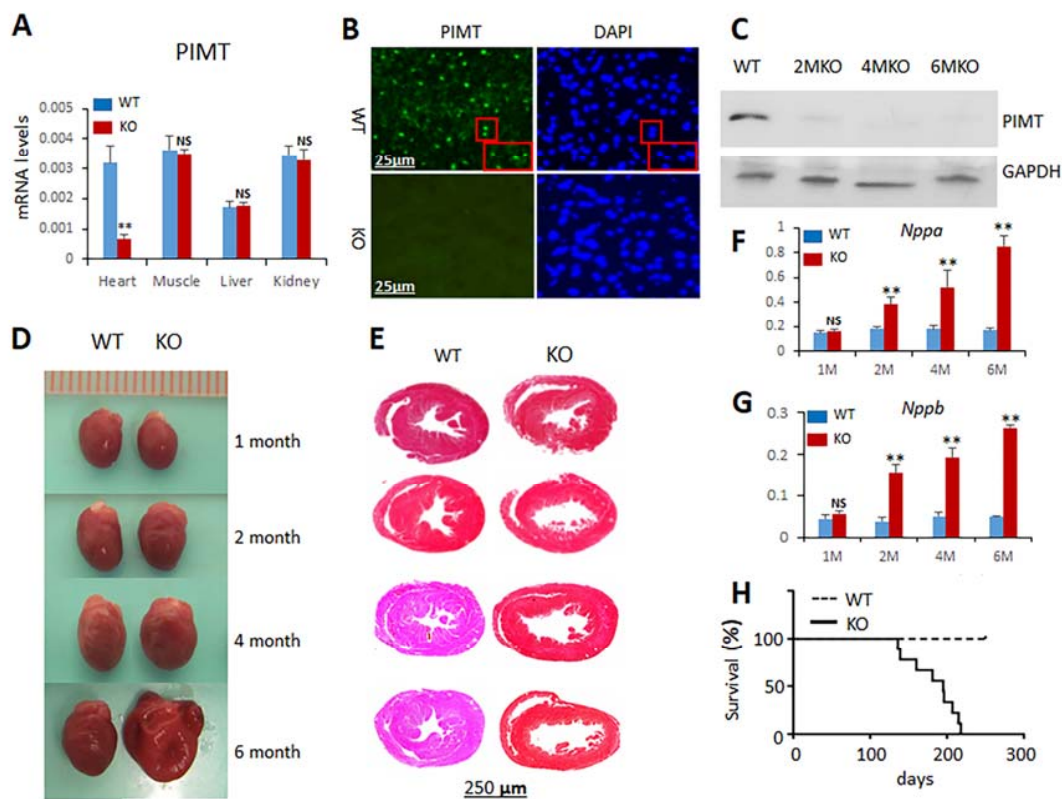 A
PIMT
WT
KO
mRNA levels
0.005
0.004
0.003
0.002
0.001
0
**
NS
NS
NS
Heart Muscle Liver Kidney
B
PIMT DAPI
WT
25μm
KO
25μm
C
WT 2MKO 4MKO 6MKO
PIMT
GAPDH
D
WT KO
1 month
2 month
4 month
6 month
E
WT KO
250 μm
F
Nppa
WT
KO
1
0.8
0.6
0.4
0.2
0
NS
**
**
**
1M 2M 4M 6M
G
Nppb
WT
KO
0.3
0.2
0.1
0
NS
**
**
**
1M 2M 4M 6M
H
WT
KO
Survival (%)
100
50
0
0 100 200 300
days